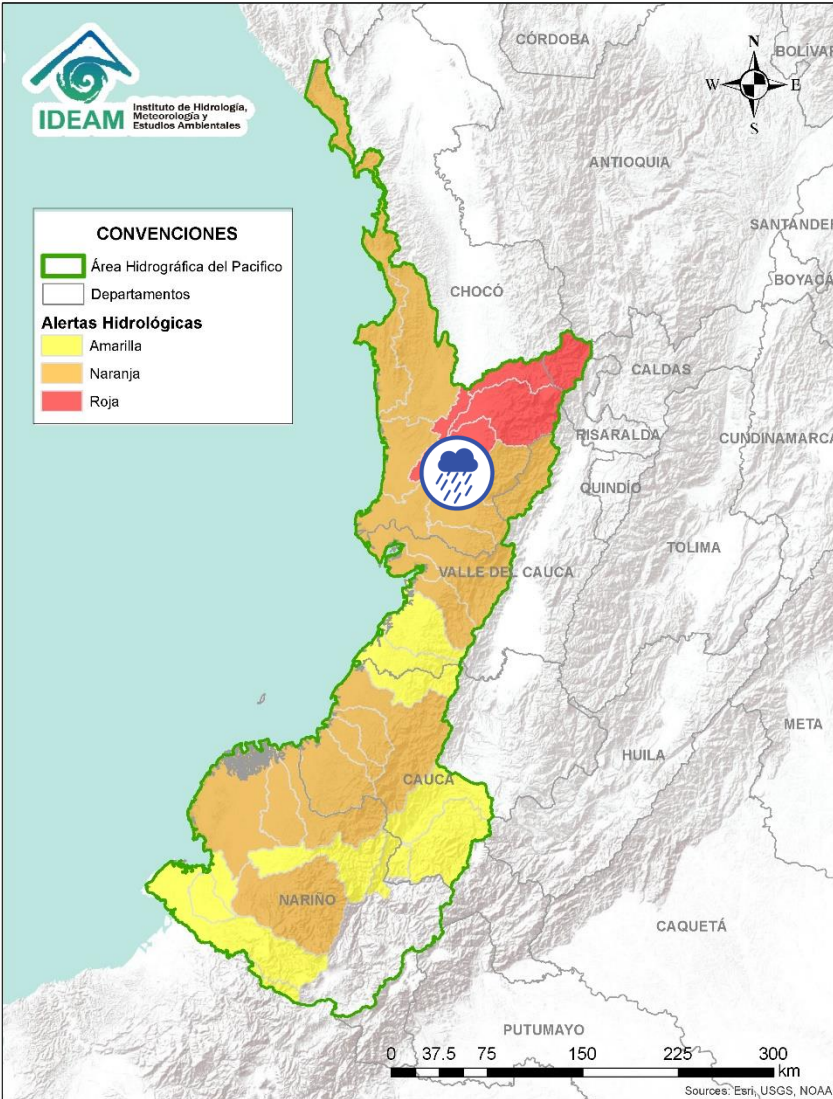 IDEAM
Instituto de Hidrología,
Meteorología y
Estudios Ambientales
CÓRDOBA
BOLÍVAR
N
W E
S
ANTIOQUIA
SANTANDER
BOYACÁ
CONVENCIONES
Área Hidrográfica del Pacifico
Departamentos
Alertas Hidrológicas
Amarilla
Naranja
Roja
CHOCÓ
CALDAS
RISARALDA
CUNDINAMARCA
QUINDÍO
TOLIMA
VALLE DEL CAUCA
META
HUILA
CAUCA
NARIÑO
CAQUETÁ
PUTUMAYO
0 37.5 75 150 225 300
km
Sources: Esri, USGS, NOAA